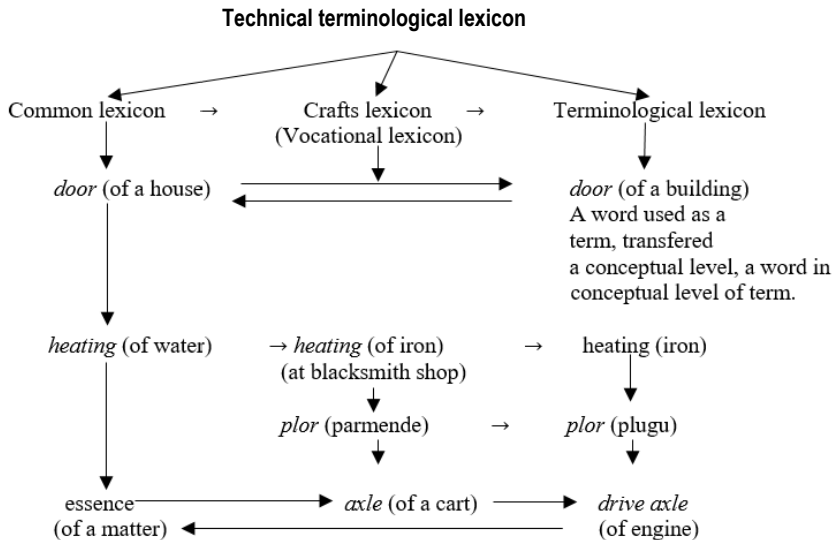 Technical terminological lexicon
Common lexicon → Crafts lexicon → Terminological lexicon
(Vocational lexicon)
door (of a house) door (of a building)
A word used as a
term, transfered
a conceptual level, a word in
conceptual level of term.
heating (of water) → heating (of iron) → heating (iron)
(at blacksmith shop)
plor (parmende) → plor (plugu)
essence axle (of a cart) drive axle
(of a matter) (of engine)